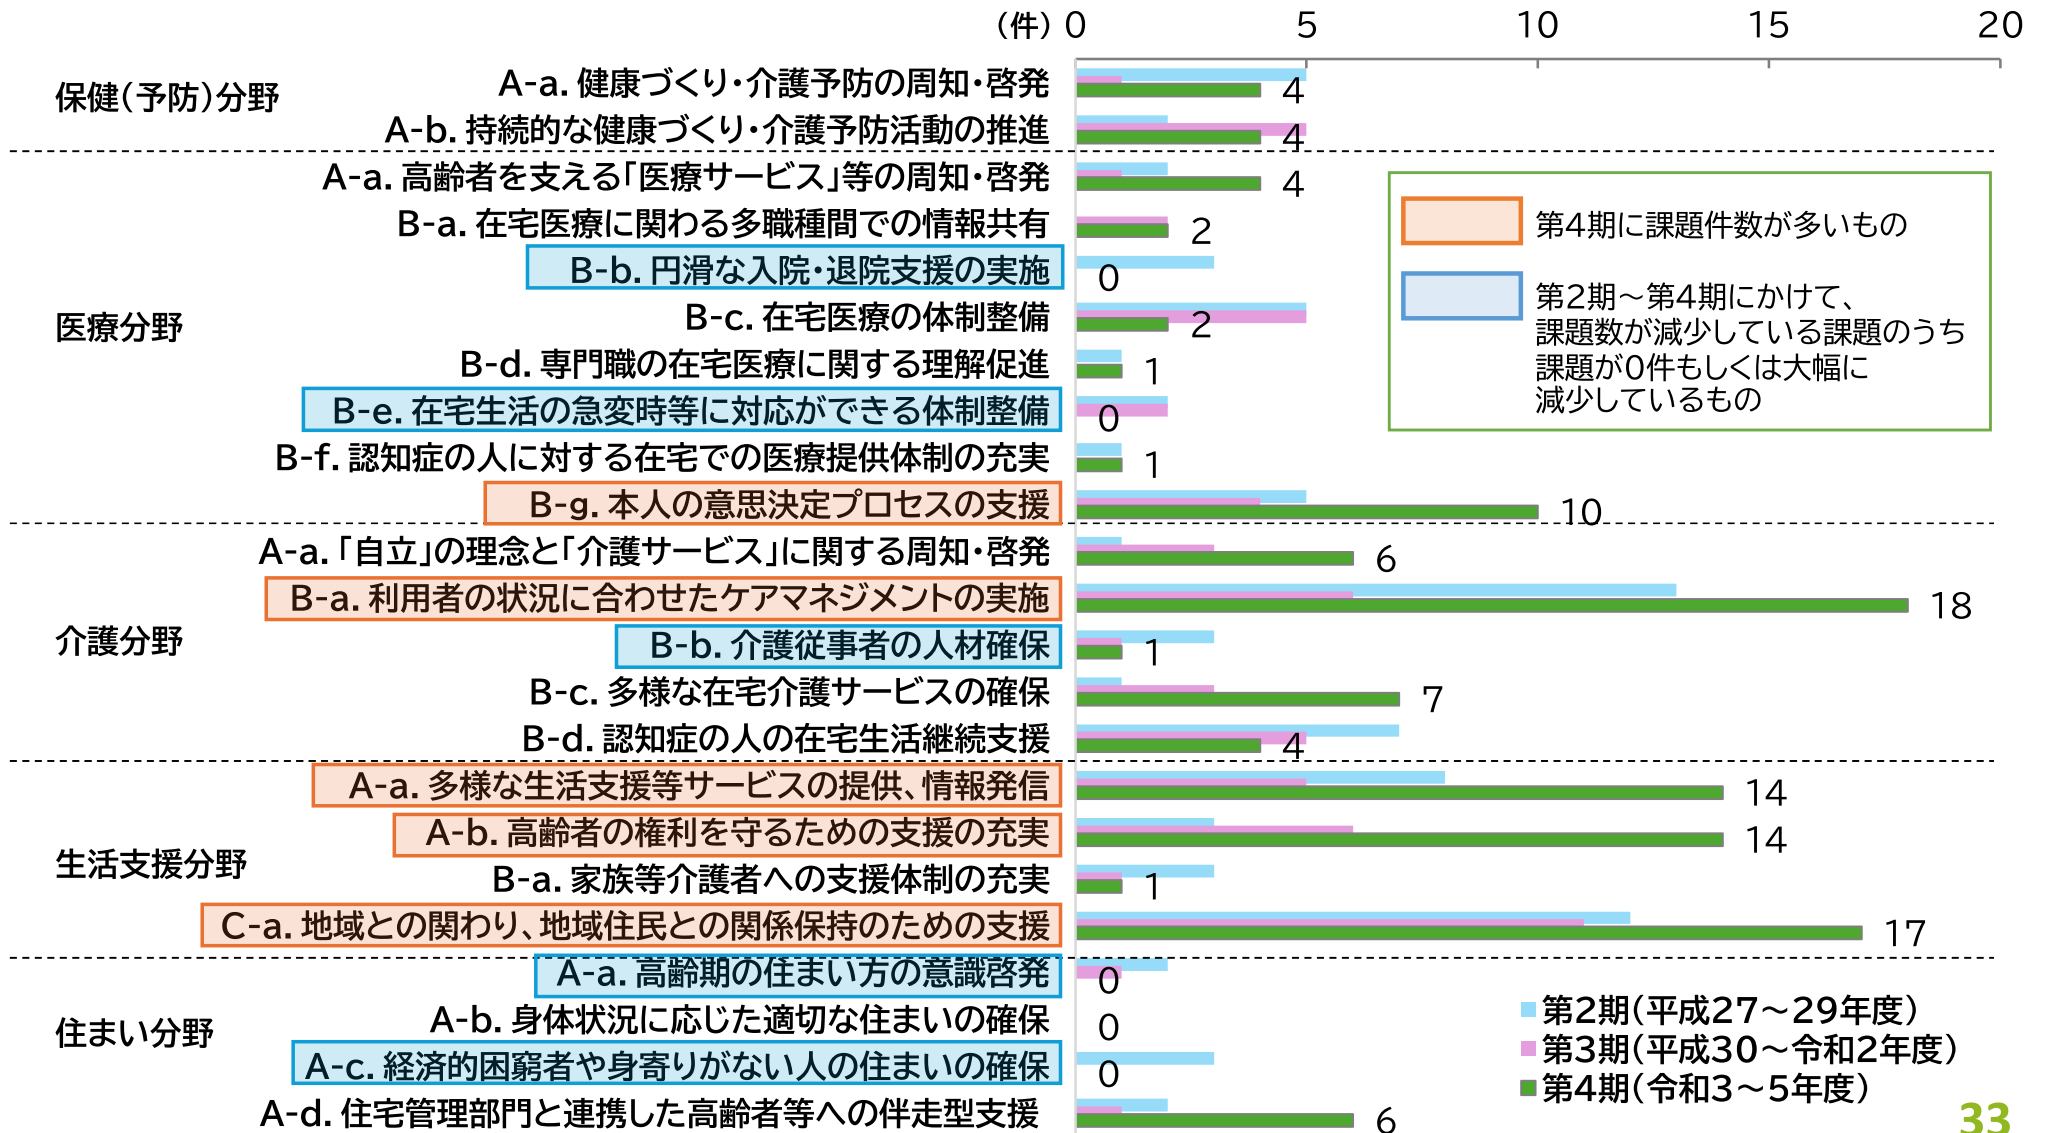 (件) 0 5 10 15 20
保健(予防)分野
A-a. 健康づくり・介護予防の周知・啓発 4
A-b. 持続的な健康づくり・介護予防活動の推進 4
医療分野
A-a. 高齢者を支える「医療サービス」等の周知・啓発 4
B-a. 在宅医療に関わる多職種間での情報共有 2
B-b. 円滑な入院・退院支援の実施 0
B-c. 在宅医療の体制整備 2
B-d. 専門職の在宅医療に関する理解促進 1
B-e. 在宅生活の急変時等に対応ができる体制整備 0
B-f. 認知症の人に対する在宅での医療提供体制の充実 1
B-g. 本人の意思決定プロセスの支援 10
介護分野
A-a. 「自立」の理念と「介護サービス」に関する周知・啓発 6
B-a. 利用者の状況に合わせたケアマネジメントの実施 18
B-b. 介護従事者の人材確保 1
B-c. 多様な在宅介護サービスの確保 7
B-d. 認知症の人の在宅生活継続支援 4
生活支援分野
A-a. 多様な生活支援等サービスの提供、情報発信 14
A-b. 高齢者の権利を守るための支援の充実 14
B-a. 家族等介護者への支援体制の充実 1
C-a. 地域との関わり、地域住民との関係保持のための支援 17
住まい分野
A-a. 高齢期の住まい方の意識啓発 0
A-b. 身体状況に応じた適切な住まいの確保 0
A-c. 経済的困窮者や身寄りがない人の住まいの確保 0
A-d. 住宅管理部門と連携した高齢者等への伴走型支援 6
第4期に課題件数が多いもの
第2期～第4期にかけて、
課題数が減少している課題のうち
課題が0件もしくは大幅に
減少しているもの
第2期(平成27～29年度)
第3期(平成30～令和2年度)
第4期(令和3～5年度)
33